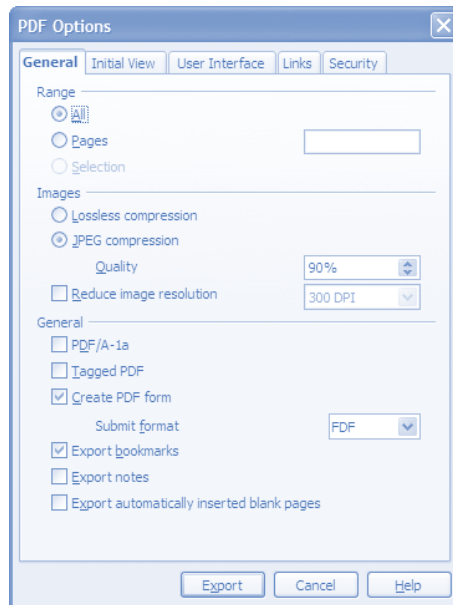 PDF Options
General Initial View User Interface Links Security
Range
All
Pages
Selection
Images
Lossless compression
JPEG compression
Quality 90%
Reduce image resolution 300 DPI
General
PDF/A-1a
Tagged PDF
Create PDF form
Submit format FDF
Export bookmarks
Export notes
Export automatically inserted blank pages
Export Cancel Help